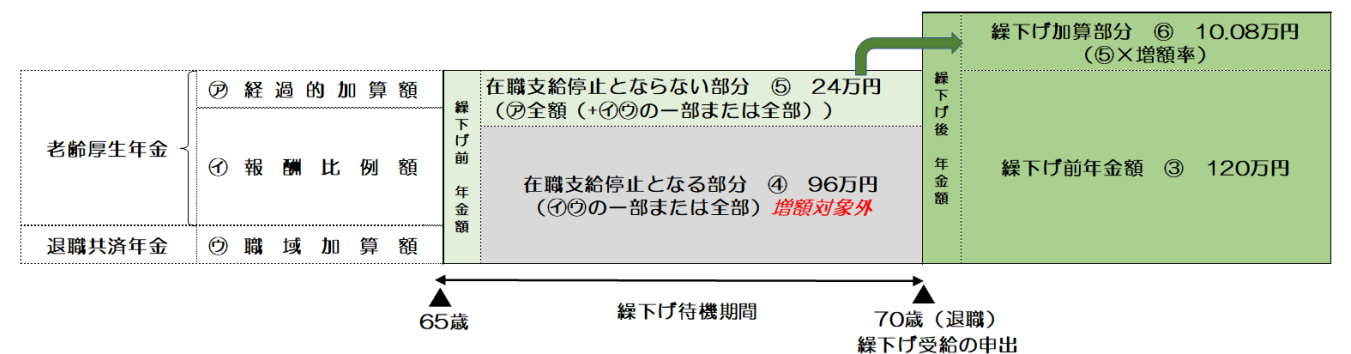 老齢厚生年金
㋐ 経過的加算額
㋑ 報酬比例額
退職共済年金
㋒ 職域加算額
繰下げ前 年金額
在職支給停止とならない部分 ⑤ 24万円
（㋐全額（+㋑㋒の一部または全部））
在職支給停止となる部分 ④ 96万円
（㋑㋒の一部または全部）増額対象外
繰下げ後 年金額
繰下げ加算部分 ⑥ 10.08万円
（⑤×増額率）
繰下げ前年金額 ③ 120万円
65歳
繰下げ待機期間
70歳（退職）
繰下げ受給の申出